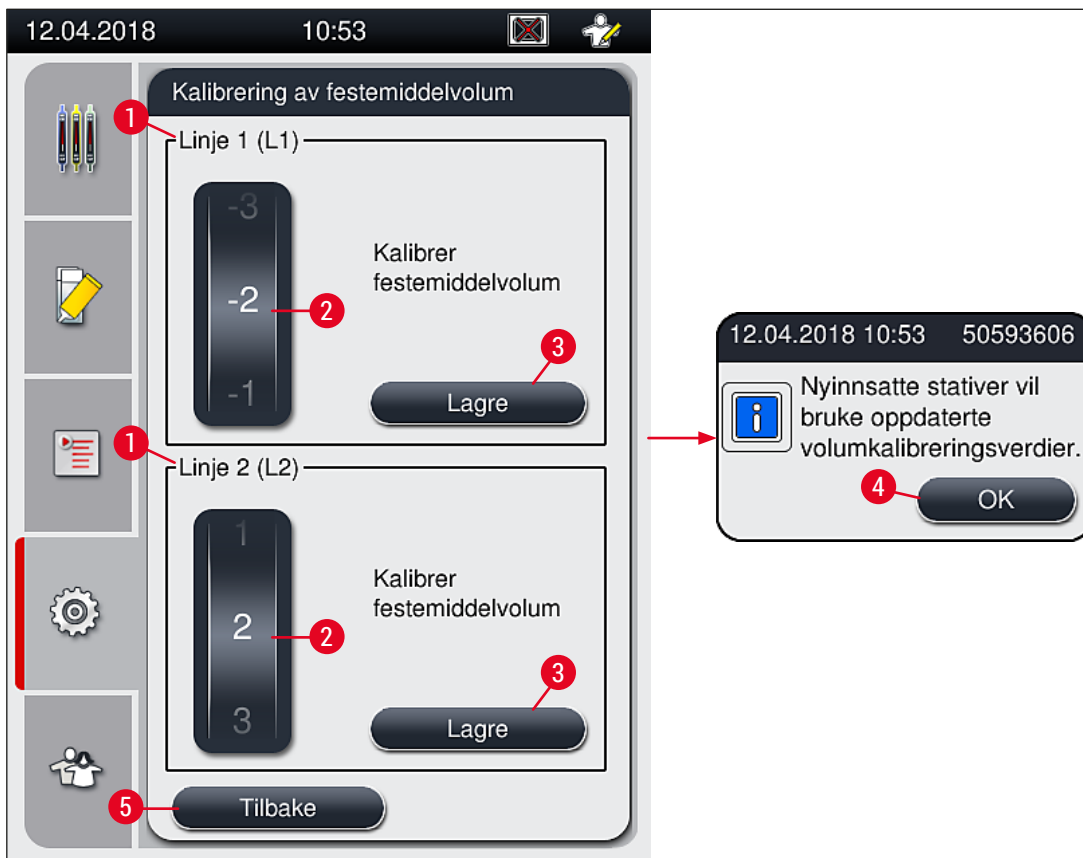 12.04.2018 10:53
Kalibrering av festemiddelvolum
1
Linje 1 (L1)
-3
-2
-1
2
Kalibrer
festemiddelvolum
3
Lagre
1
Linje 2 (L2)
1
2
3
2
Kalibrer
festemiddelvolum
3
Lagre
5
Tilbake
12.04.2018 10:53 50593606
i
Nyinnsatte stativer vil
bruke oppdaterte
volumkalibreringsverdier.
4
OK